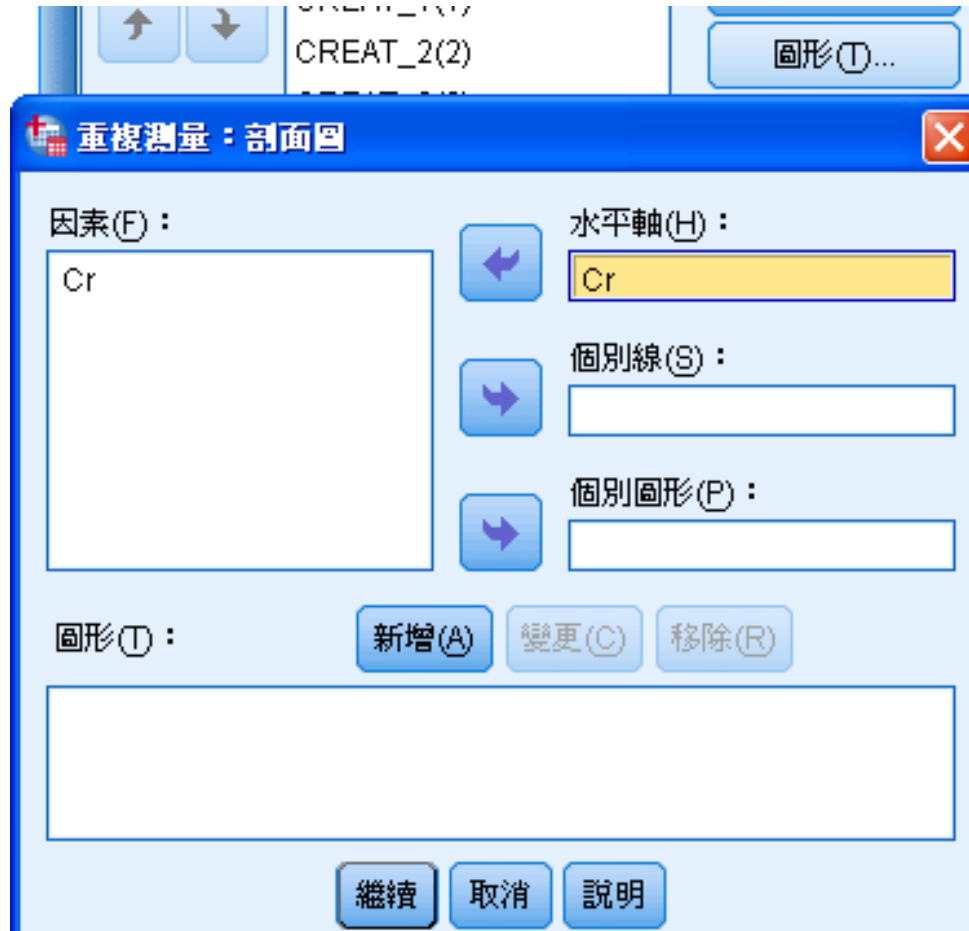 CREAT_2(2)
圖形(T)...
重複測量：剖面圖
因素(F)：
Cr
水平軸(H)：
Cr
個別線(S)：
個別圖形(P)：
圖形(T)：
新增(A)
變更(C)
移除(R)
繼續
取消
說明